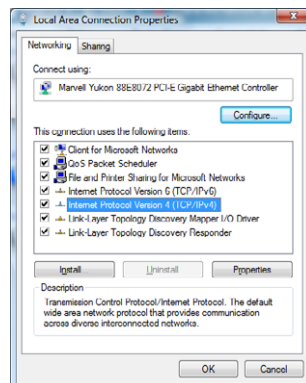 Local Area Connection Properties
Networking
Sharing
Connect using:
Marvell Yukon 88E8072 PCI-E Gigabit Ethernet Controller
Configure...
This connection uses the following items:
Client for Microsoft Networks
QoS Packet Scheduler
File and Printer Sharing for Microsoft Networks
Internet Protocol Version 6 (TCP/IPv6)
Internet Protocol Version 4 (TCP/IPv4)
Link-Layer Topology Discovery Mapper I/O Driver
Link-Layer Topology Discovery Responder
Install...
Uninstall
Properties
Description
Transmission Control Protocol/Internet Protocol. The default
wide area network protocol that provides communication
across diverse interconnected networks.
OK
Cancel